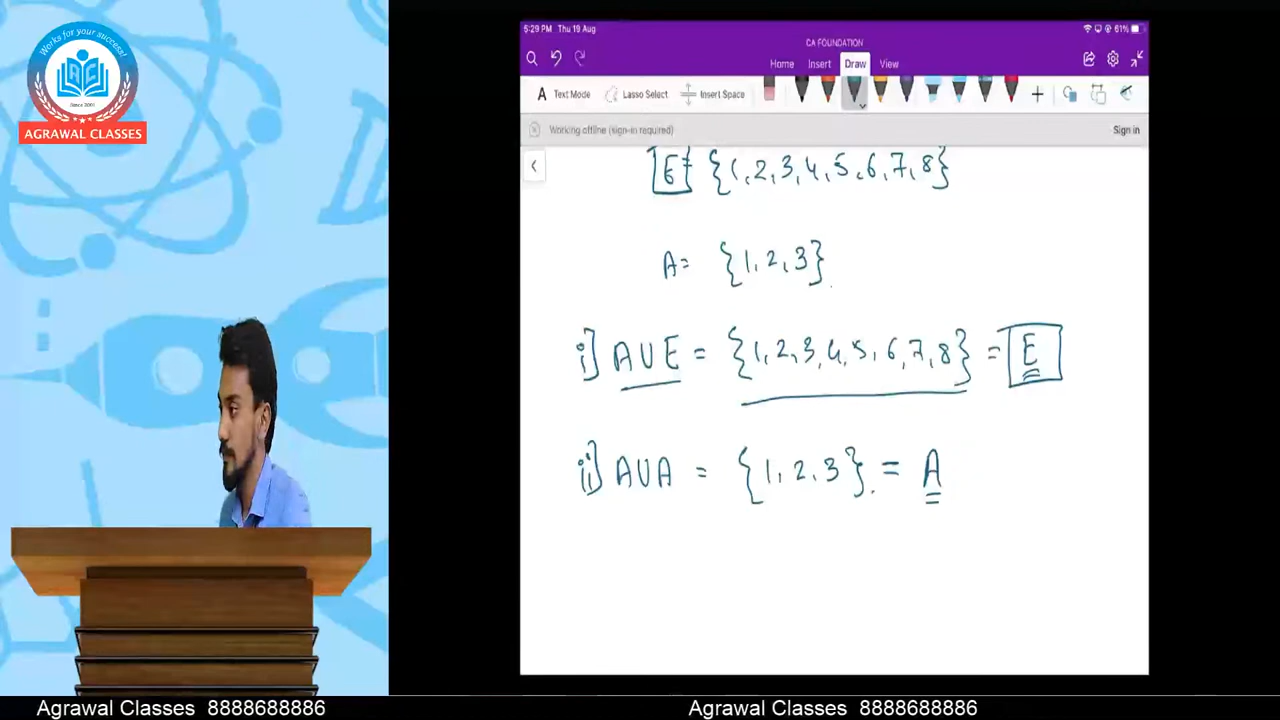 Works for your success!
AE
Since 2001
AGRAWAL CLASSES
5:29 PM Thu 19 Aug
61%
CA FOUNDATION
Home Insert Draw View
A Text Mode Lasso Select Insert Space
Working offline (sign-in required) Sign in
E = {1, 2, 3, 4, 5, 6, 7, 8}
A = {1, 2, 3}
i] A U E = {1, 2, 3, 4, 5, 6, 7, 8} = E
ii] A U A = {1, 2, 3} = A
Agrawal Classes 8888688886 Agrawal Classes 8888688886